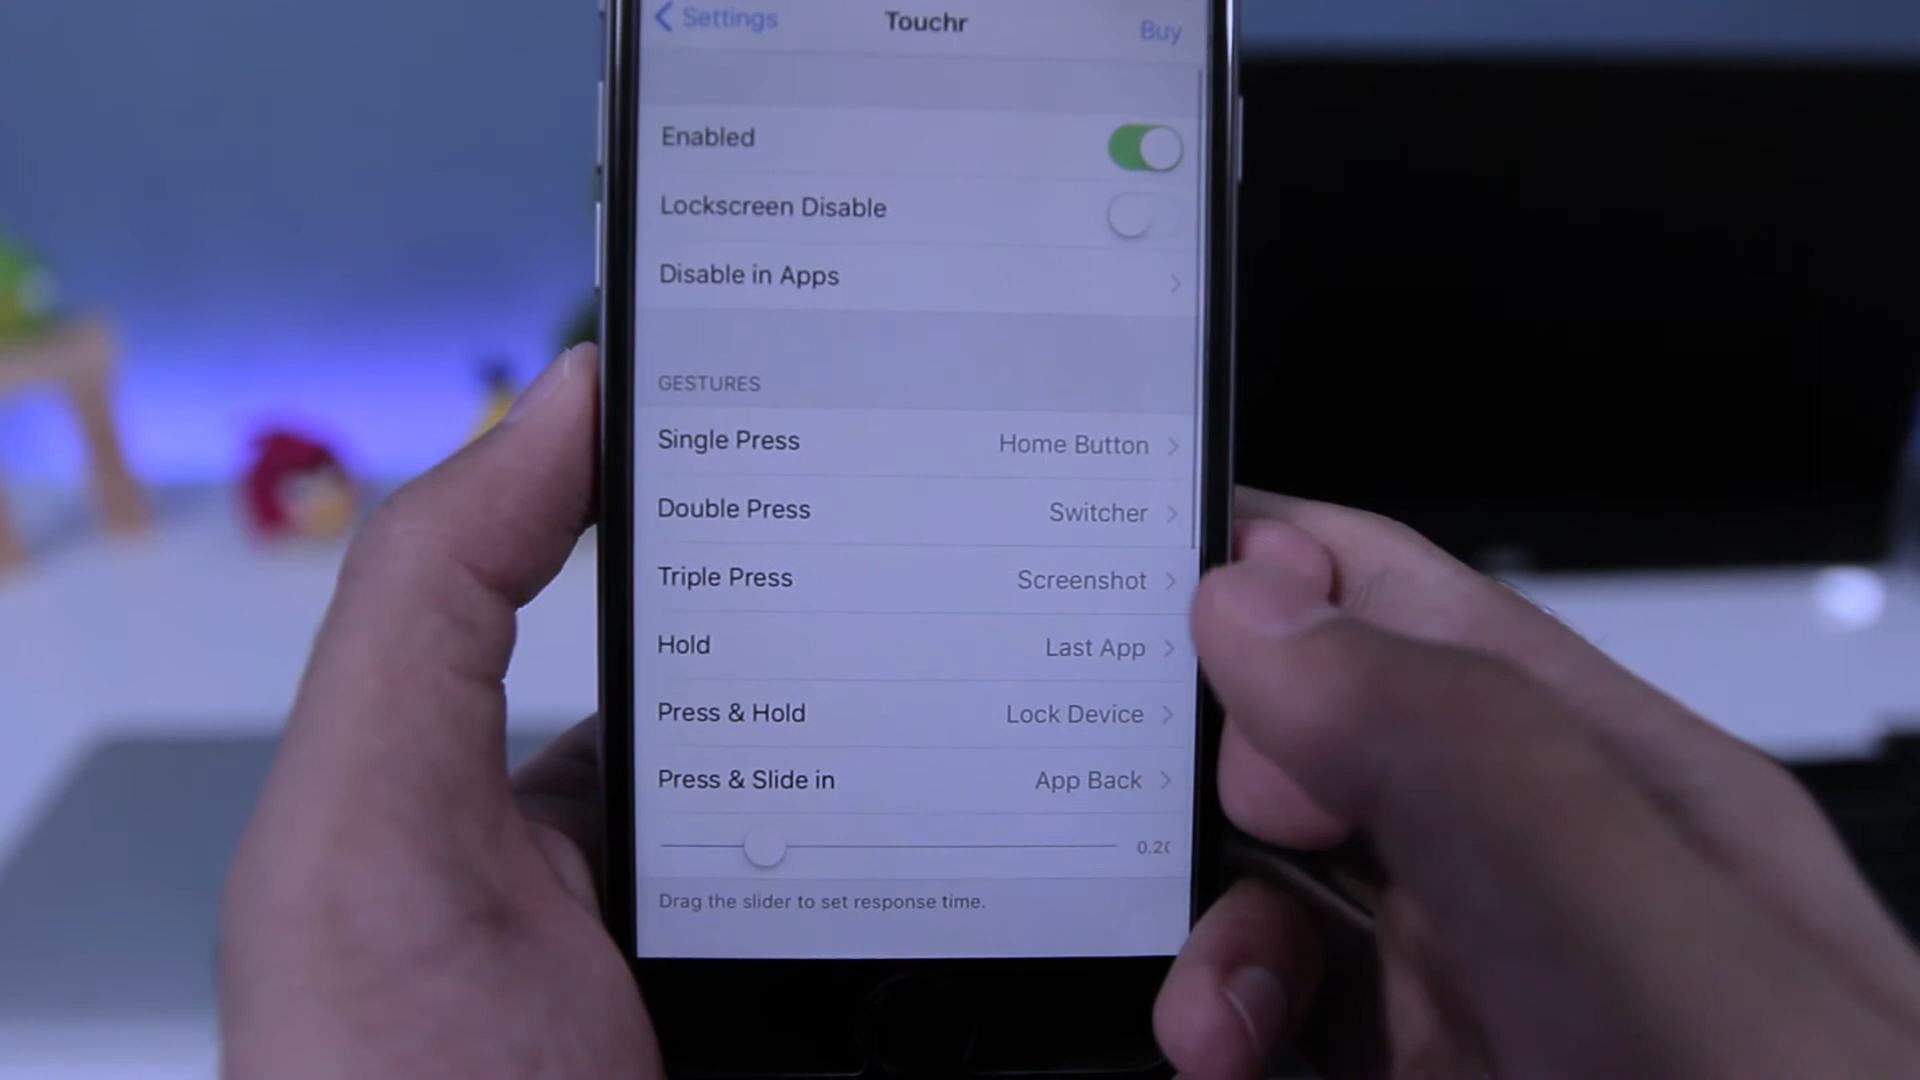 Settings Touchr Buy
Enabled
Lockscreen Disable
Disable in Apps
GESTURES
Single Press Home Button
Double Press Switcher
Triple Press Screenshot
Hold Last App
Press & Hold Lock Device
Press & Slide in App Back
0.20
Drag the slider to set response time.